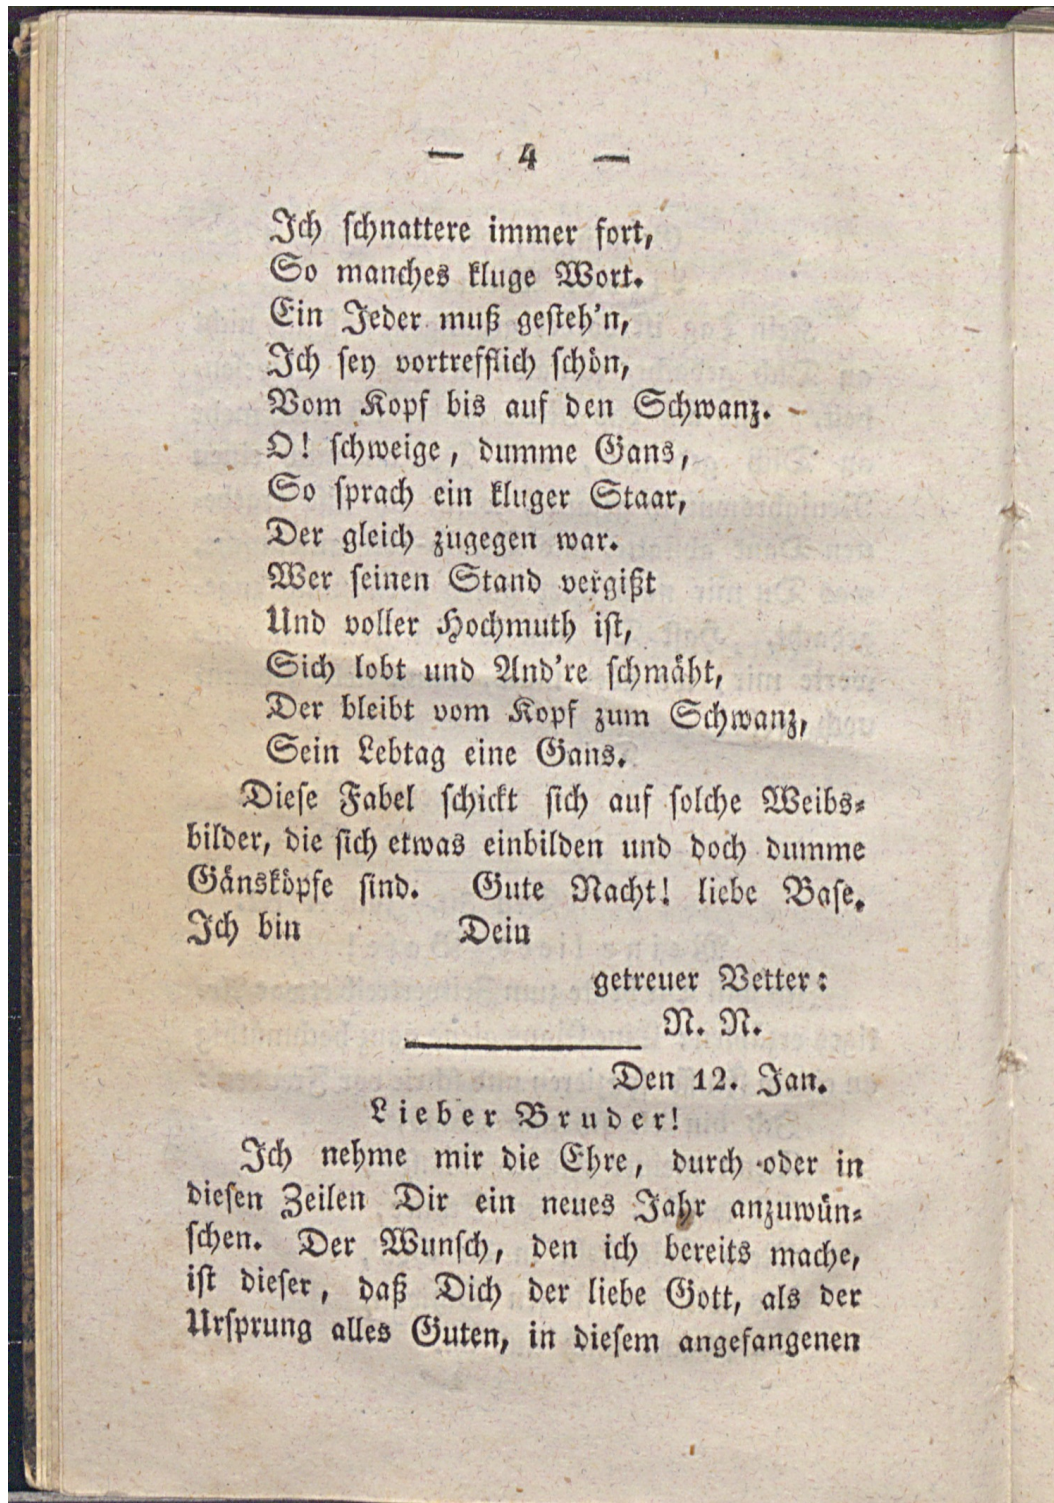 — 4 —
Ich schnattere immer fort,
So manches kluge Wort.
Ein Jeder muß gesteh'n,
Ich sey vortrefflich schön,
Vom Kopf bis auf den Schwanz.
O! schweige, dumme Gans,
So sprach ein kluger Staar,
Der gleich zugegen war.
Wer seinen Stand vergißt
Und voller Hochmuth ist,
Sich lobt und And're schmäht,
Der bleibt vom Kopf zum Schwanz,
Sein Lebtag eine Gans.
Diese Fabel schickt sich auf solche Weibs-
bilder, die sich etwas einbilden und doch dumme
Gänsköpfe sind. Gute Nacht! liebe Base.
Ich bin Dein
getreuer Vetter:
N. N.
Den 12. Jan.
Lieber Bruder!
Ich nehme mir die Ehre, durch oder in
diesen Zeilen Dir ein neues Jahr anzuwün-
schen. Der Wunsch, den ich bereits mache,
ist dieser, daß Dich der liebe Gott, als der
Ursprung alles Guten, in diesem angefangenen